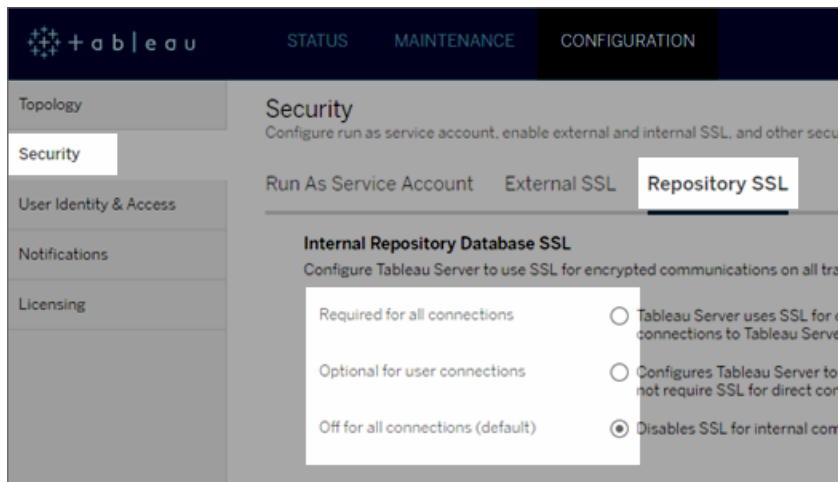 +ableau
STATUS MAINTENANCE CONFIGURATION
Topology
Security
User Identity & Access
Notifications
Licensing
Security
Configure run as service account, enable external and internal SSL, and other secu
Run As Service Account External SSL Repository SSL
Internal Repository Database SSL
Configure Tableau Server to use SSL for encrypted communications on all tra
Required for all connections
Tableau Server uses SSL for
connections to Tableau Serve
Optional for user connections
Configures Tableau Server to
not require SSL for direct con
Off for all connections (default)
Disables SSL for internal com